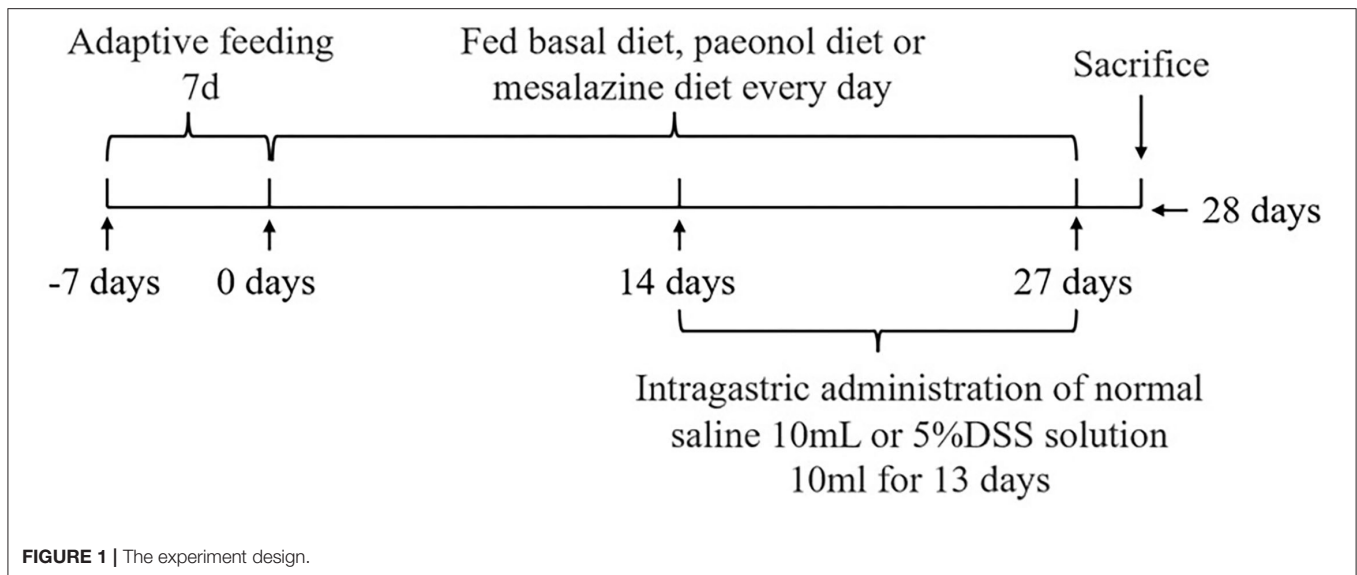 Adaptive feeding
7d
Fed basal diet, paeonol diet or
mesalazine diet every day
Sacrifice
28 days
-7 days
0 days
14 days
27 days
Intragastric administration of normal
saline 10mL or 5%DSS solution
10ml for 13 days
FIGURE 1 | The experiment design.